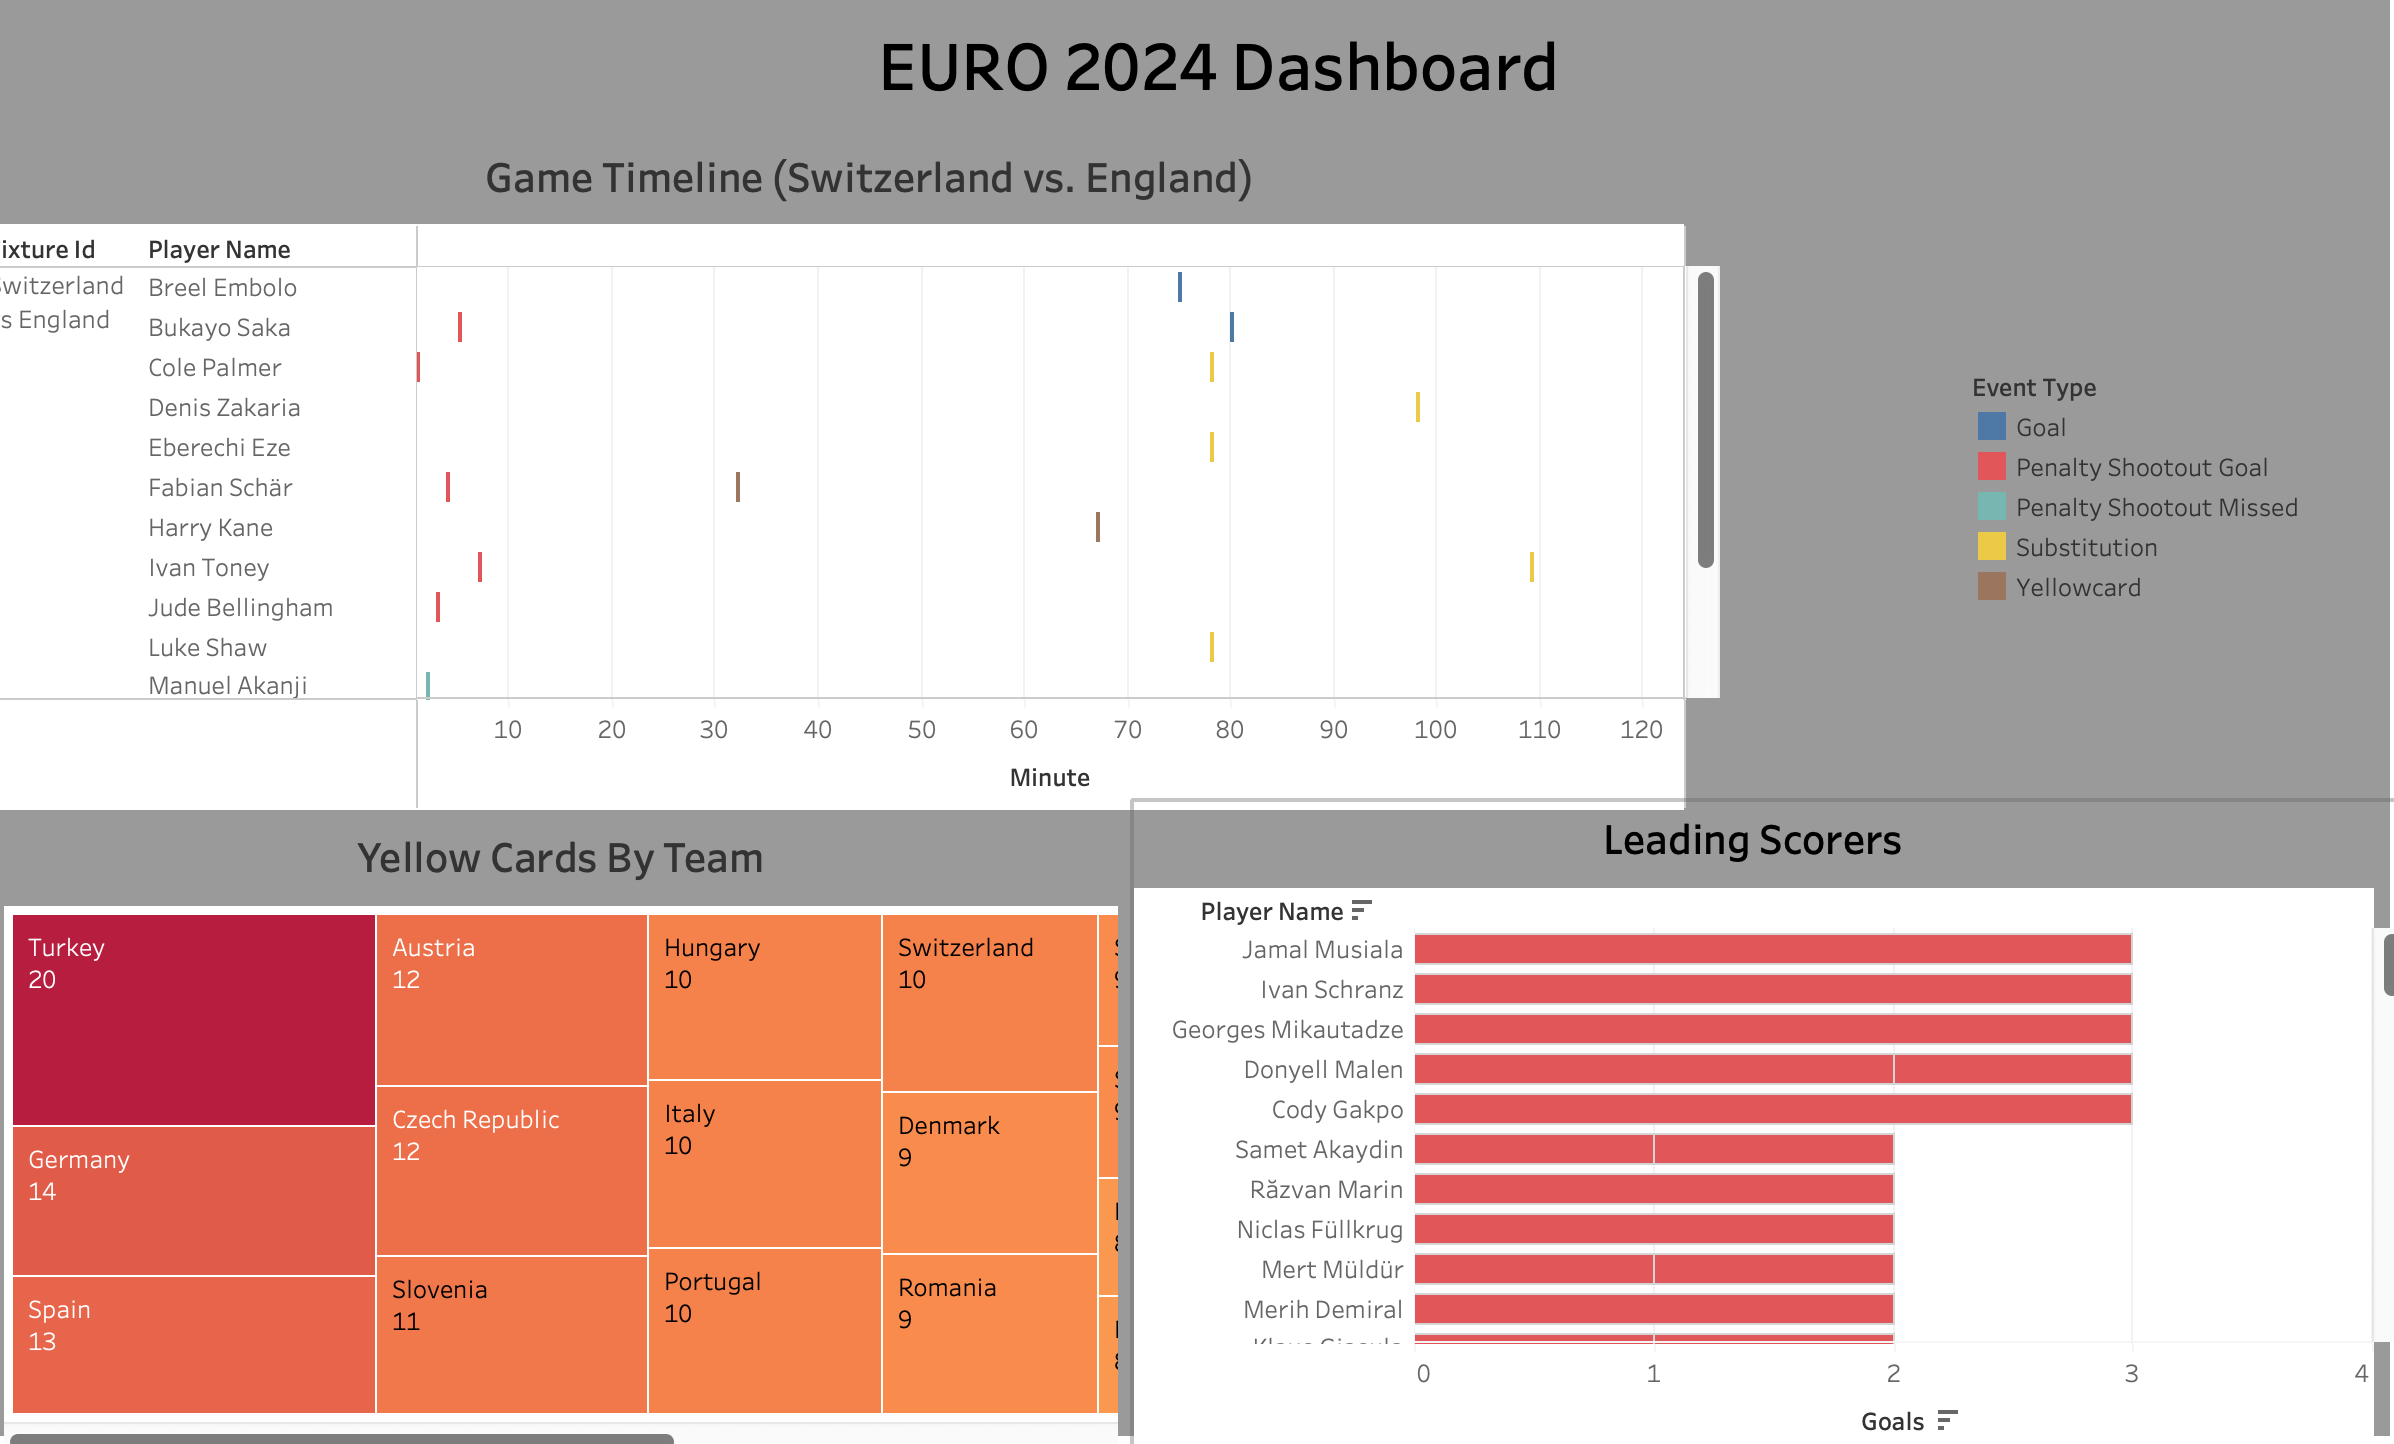 EURO 2024 Dashboard
Game Timeline (Switzerland vs. England)
ixture Id Player Name
witzerland
s England
Breel Embolo
Bukayo Saka
Cole Palmer
Denis Zakaria
Eberechi Eze
Fabian Schär
Harry Kane
Ivan Toney
Jude Bellingham
Luke Shaw
Manuel Akanji
10 20 30 40 50 60 70 80 90 100 110 120
Minute
Event Type
Goal
Penalty Shootout Goal
Penalty Shootout Missed
Substitution
Yellowcard
Yellow Cards By Team
Turkey
20
Germany
14
Spain
13
Austria
12
Czech Republic
12
Slovenia
11
Hungary
10
Italy
10
Portugal
10
Switzerland
10
Denmark
9
Romania
9
Leading Scorers
Player Name
Jamal Musiala
Ivan Schranz
Georges Mikautadze
Donyell Malen
Cody Gakpo
Samet Akaydin
Răzvan Marin
Niclas Füllkrug
Mert Müldür
Merih Demiral
0 1 2 3 4
Goals